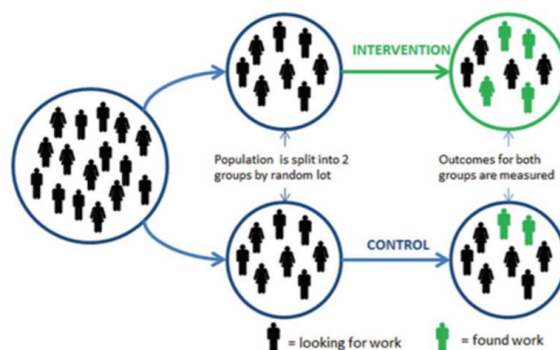 INTERVENTION
Population is split into 2
groups by random lot
Outcomes for both
groups are measured
CONTROL
= looking for work
= found work